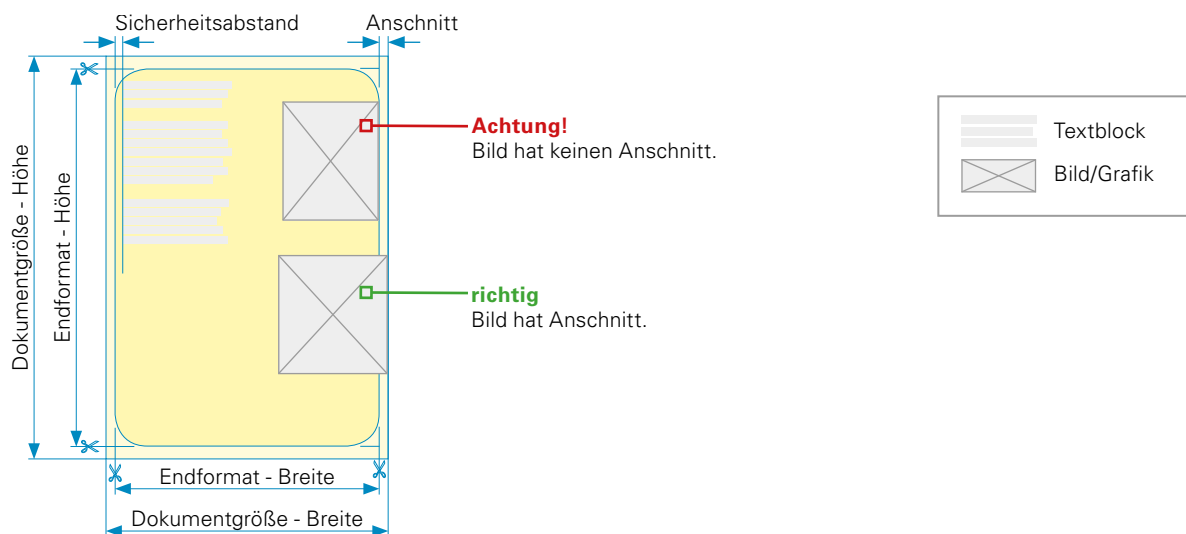 Sicherheitsabstand
Anschnitt
Dokumentgröße - Höhe
Endformat - Höhe
Achtung!
Bild hat keinen Anschnitt.
richtig
Bild hat Anschnitt.
Endformat - Breite
Dokumentgröße - Breite
Textblock
Bild/Grafik